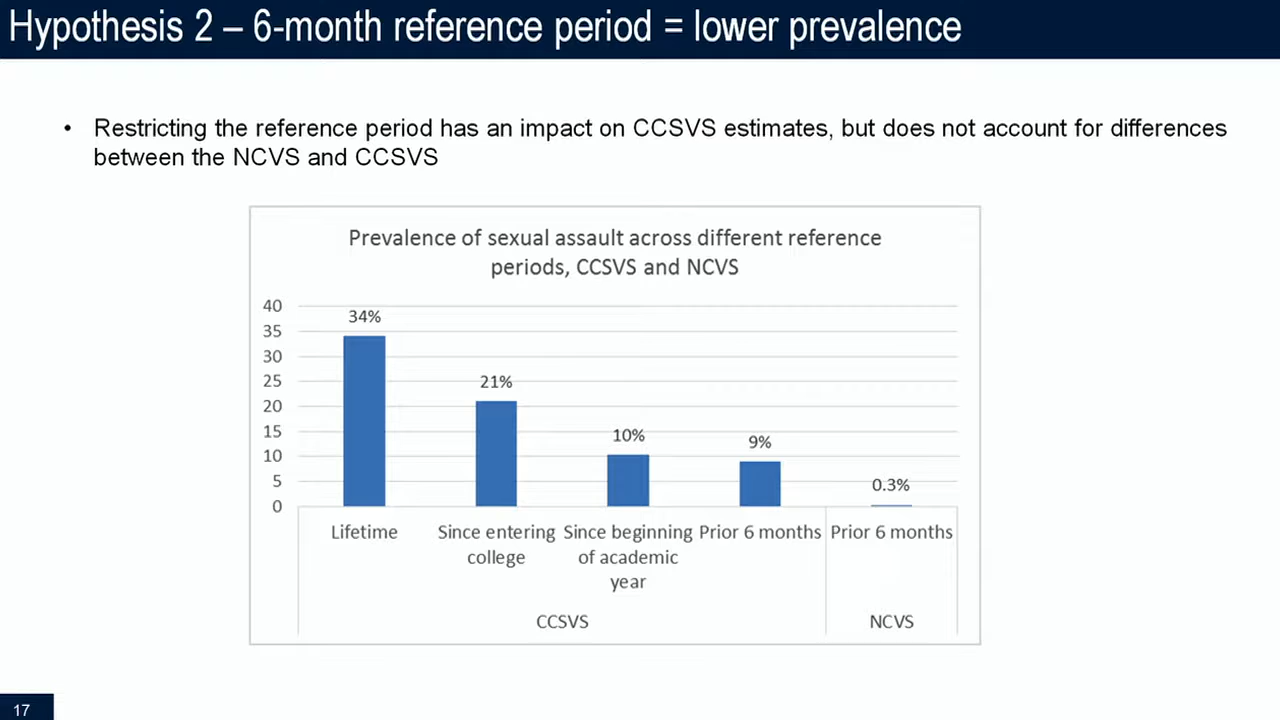 Hypothesis 2 – 6-month reference period = lower prevalence
• Restricting the reference period has an impact on CCSVS estimates, but does not account for differences
between the NCVS and CCSVS
Prevalence of sexual assault across different reference
periods, CCSVS and NCVS
40
35
30
25
20
15
10
5
0
34%
21%
10%
9%
0.3%
Lifetime
Since entering
college
Since beginning
of academic
year
Prior 6 months
Prior 6 months
CCSVS
NCVS
17